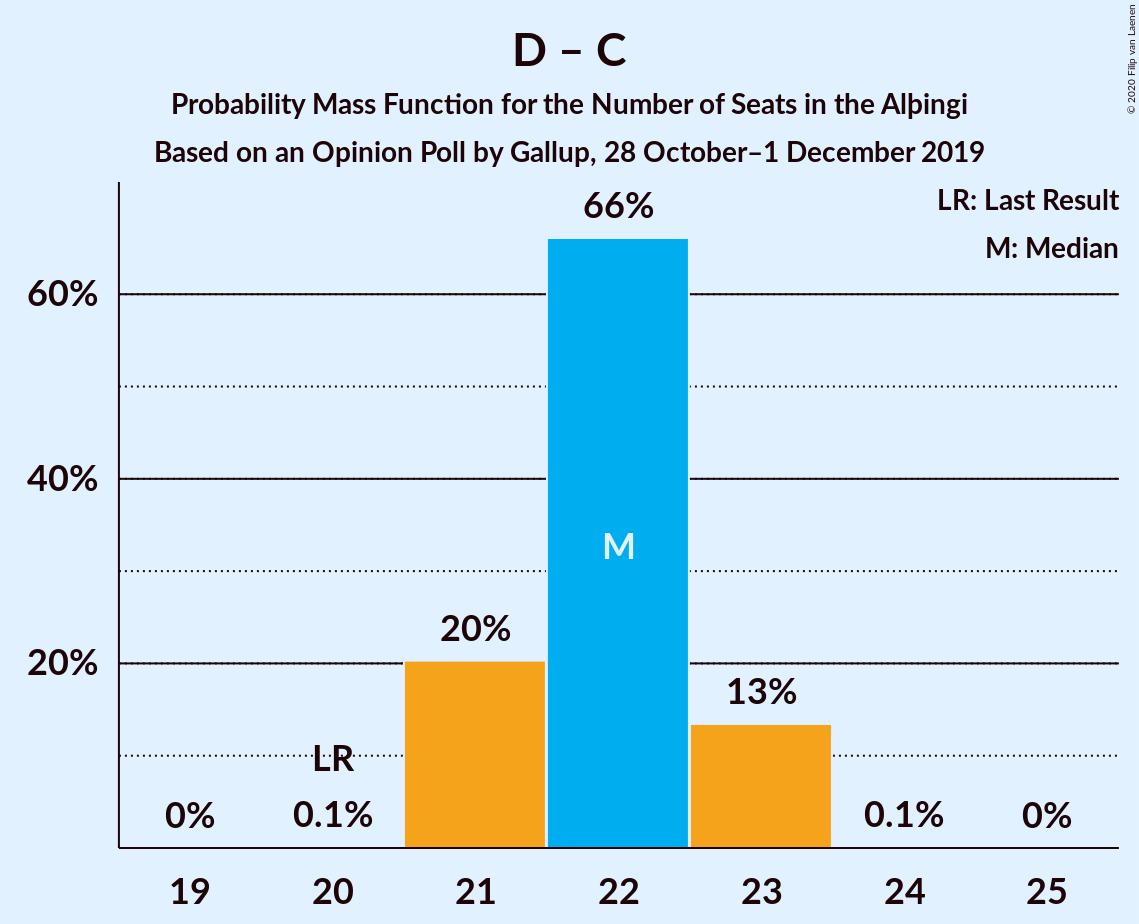 D – C
Probability Mass Function for the Number of Seats in the Alþingi
Based on an Opinion Poll by Gallup, 28 October–1 December 2019
© 2020 Filip van Laenen
LR: Last Result
M: Median
66%
60%
40%
M
20%
20%
13%
LR
0%
0.1%
0.1%
0%
19
20
21
22
23
24
25